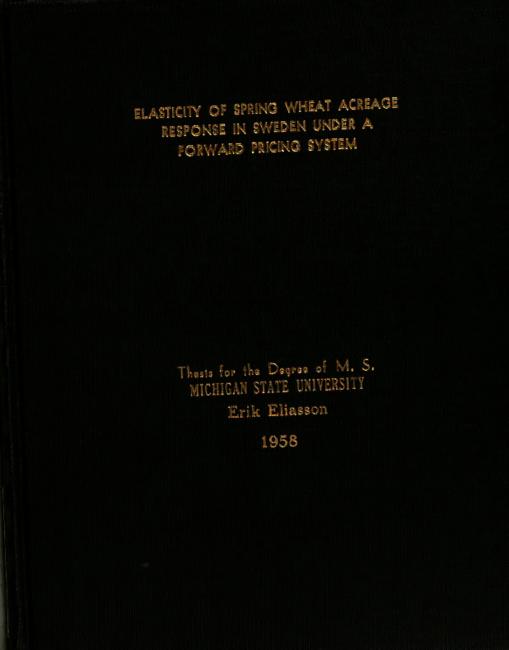 ELASTICITY OF SPRING WHEAT ACREAGE
RESPONSE IN SWEDEN UNDER A
FORWARD PRICING SYSTEM
Thesis for the Degree of M. S.
MICHIGAN STATE UNIVERSITY
Erik Eliasson
1958